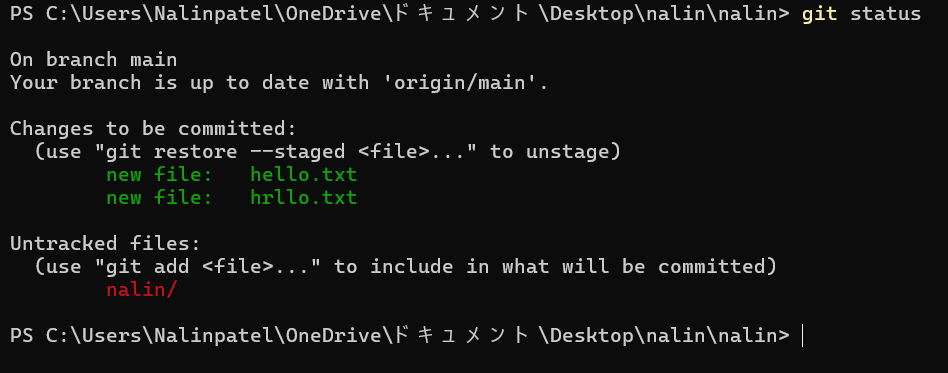 PS C:\Users\Nalinpatel\OneDrive\ドキュメント\Desktop\nalin\nalin> git status
On branch main
Your branch is up to date with 'origin/main'.
Changes to be committed:
(use "git restore --staged <file>..." to unstage)
new file: hello.txt
new file: hrllo.txt
Untracked files:
(use "git add <file>..." to include in what will be committed)
nalin/
PS C:\Users\Nalinpatel\OneDrive\ドキュメント\Desktop\nalin\nalin>